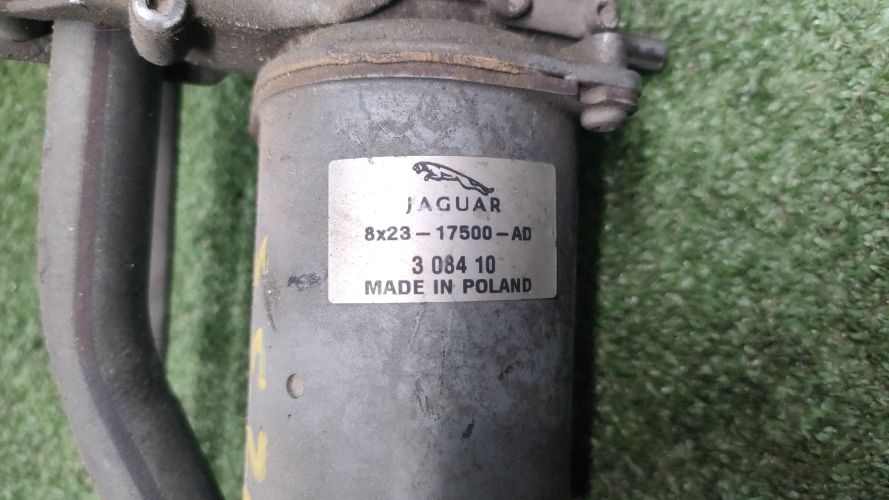 JAGUAR
8x23-17500-AD
3 084 10
MADE IN POLAND